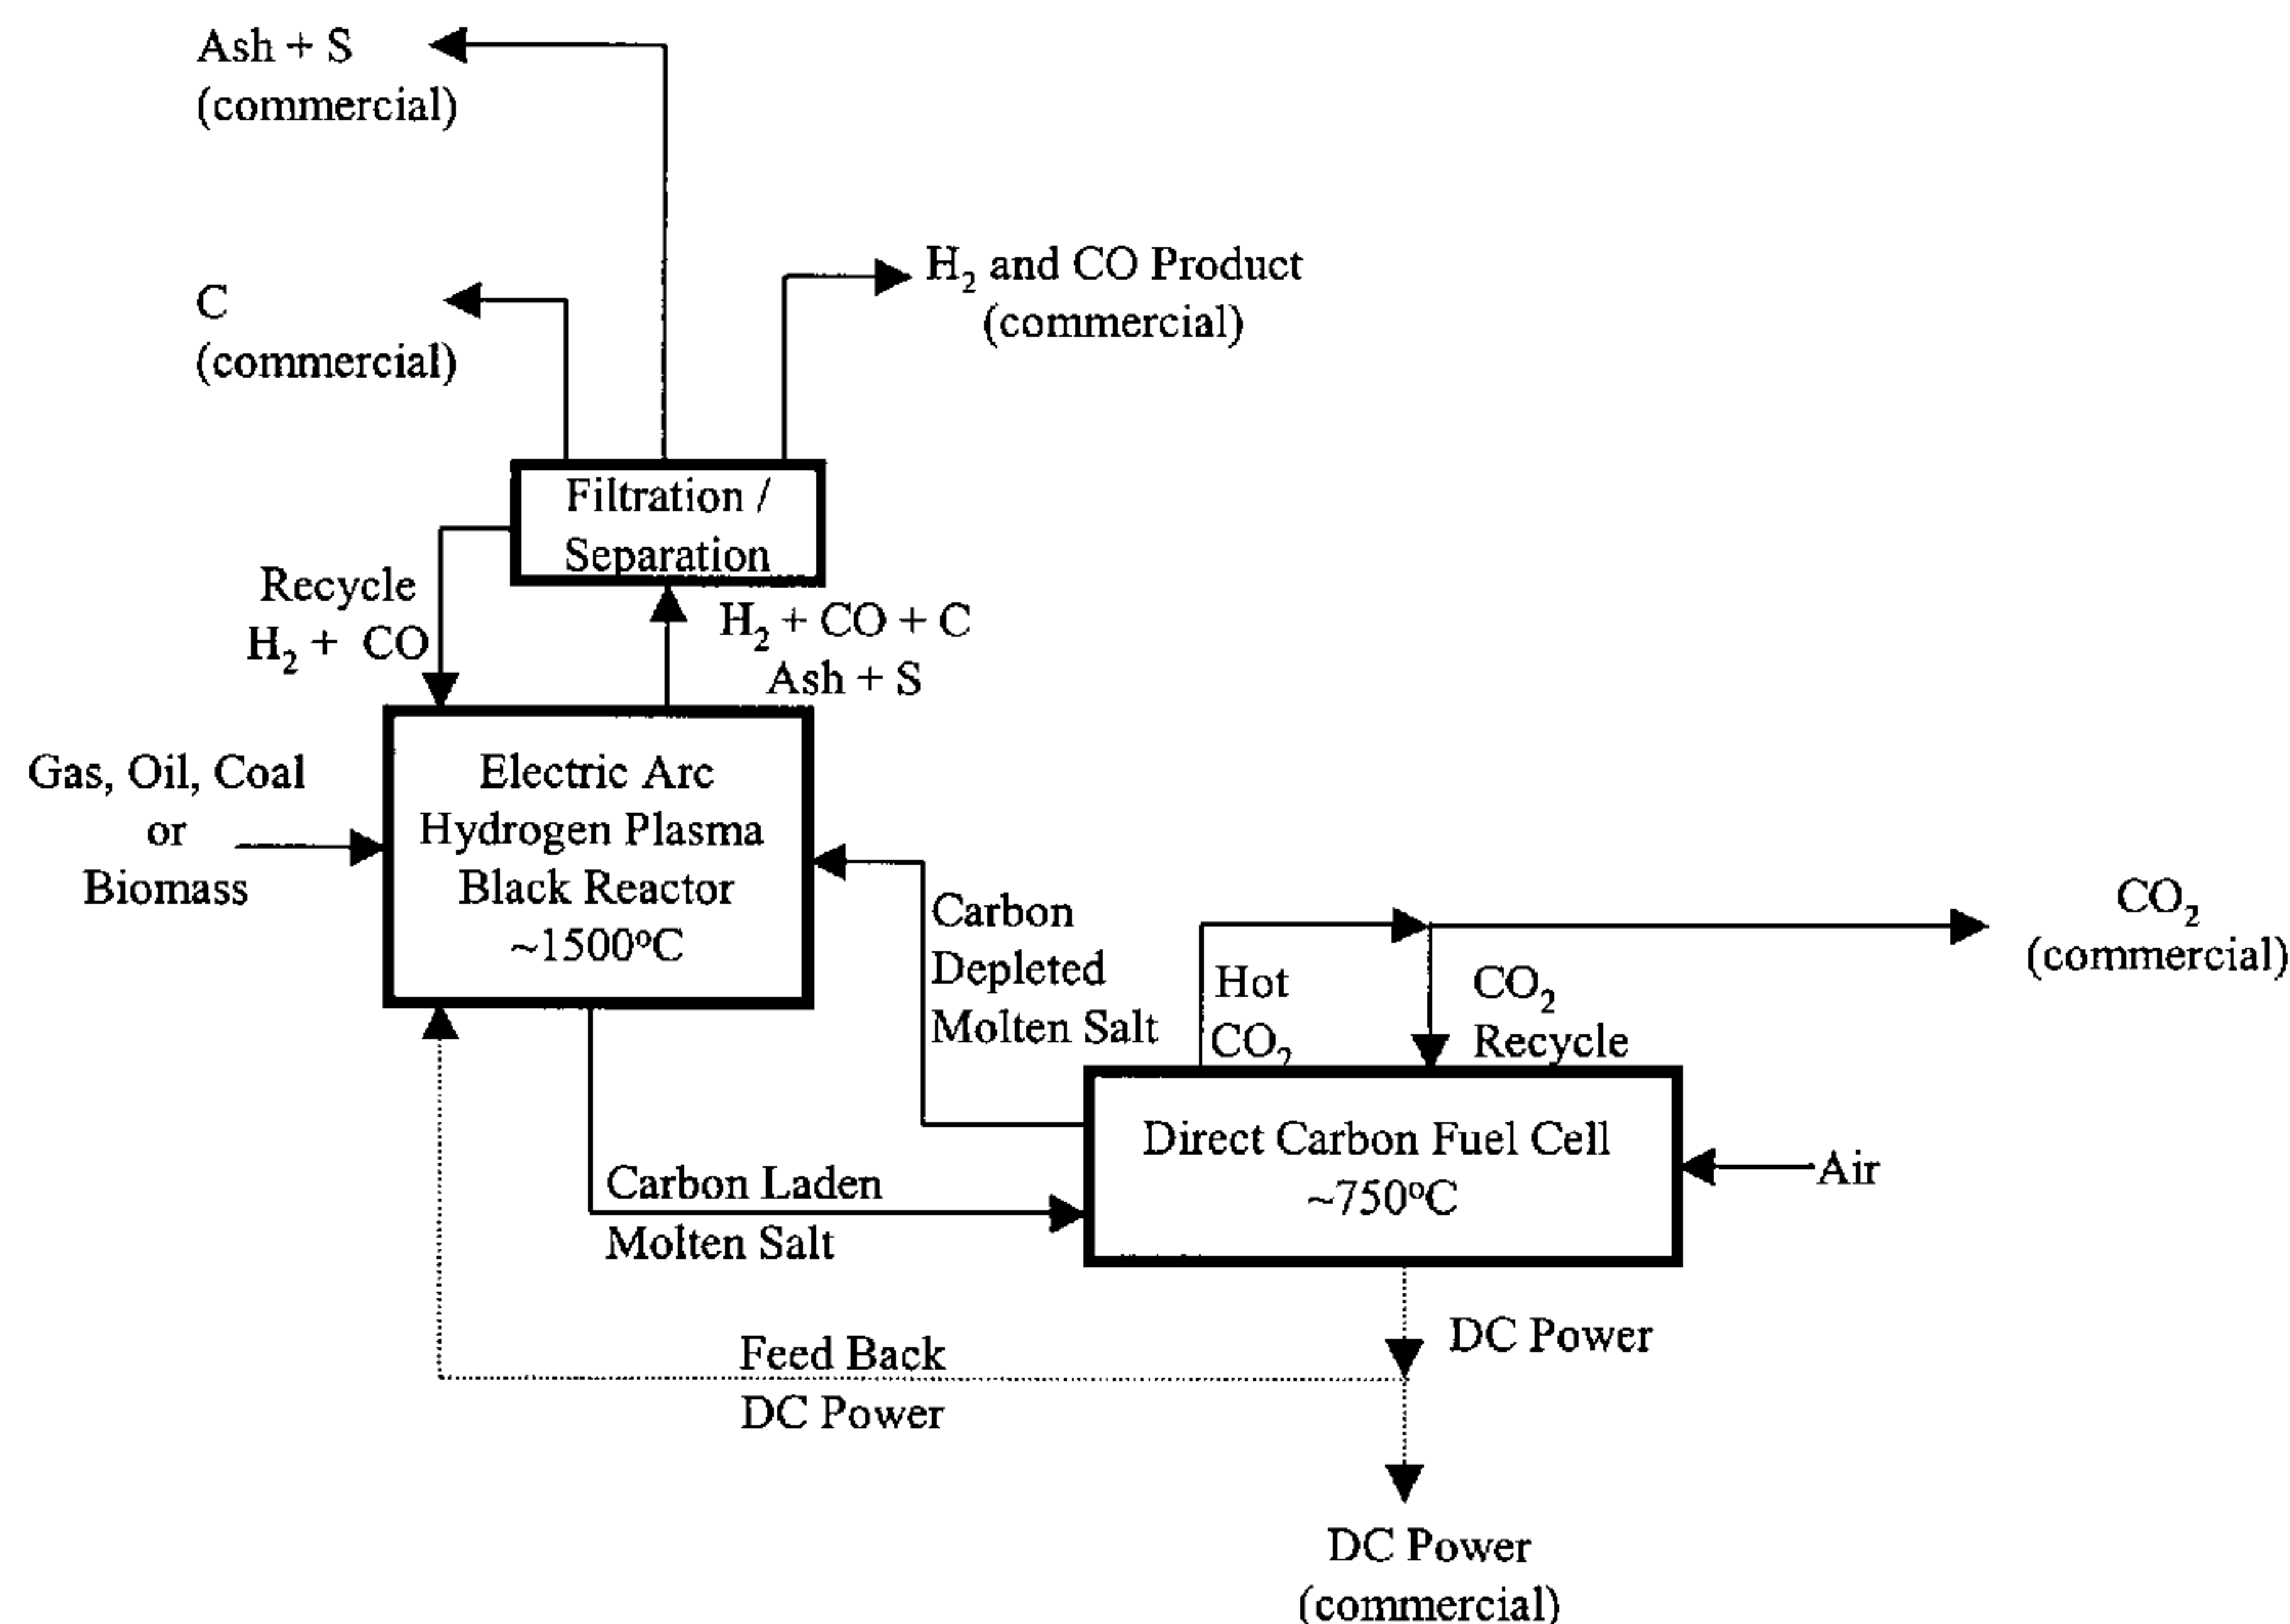 Ash + S
(commercial)
C
(commercial)
H₂ and CO Product
(commercial)
Filtration /
Separation
Recycle
H₂ + CO
H₂ + CO + C
Ash + S
Gas, Oil, Coal
or
Biomass
Electric Arc
Hydrogen Plasma
Black Reactor
~1500°C
Carbon
Depleted
Molten Salt
Hot
CO₂
CO₂
Recycle
CO₂
(commercial)
Direct Carbon Fuel Cell
~750°C
Air
Carbon Laden
Molten Salt
Feed Back
DC Power
DC Power
DC Power
(commercial)